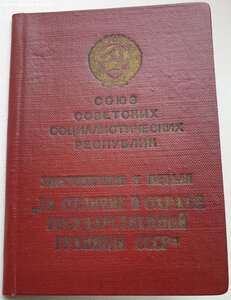 СОЮЗ
СОВЕТСКИХ
СОЦИАЛИСТИЧЕСКИХ
РЕСПУБЛИК
УДОСТОВЕРЕНИЕ К МЕДАЛИ
„ЗА ОТЛИЧИЕ В ОХРАНЕ
ГОСУДАРСТВЕННОЙ
ГРАНИЦЫ СССР“